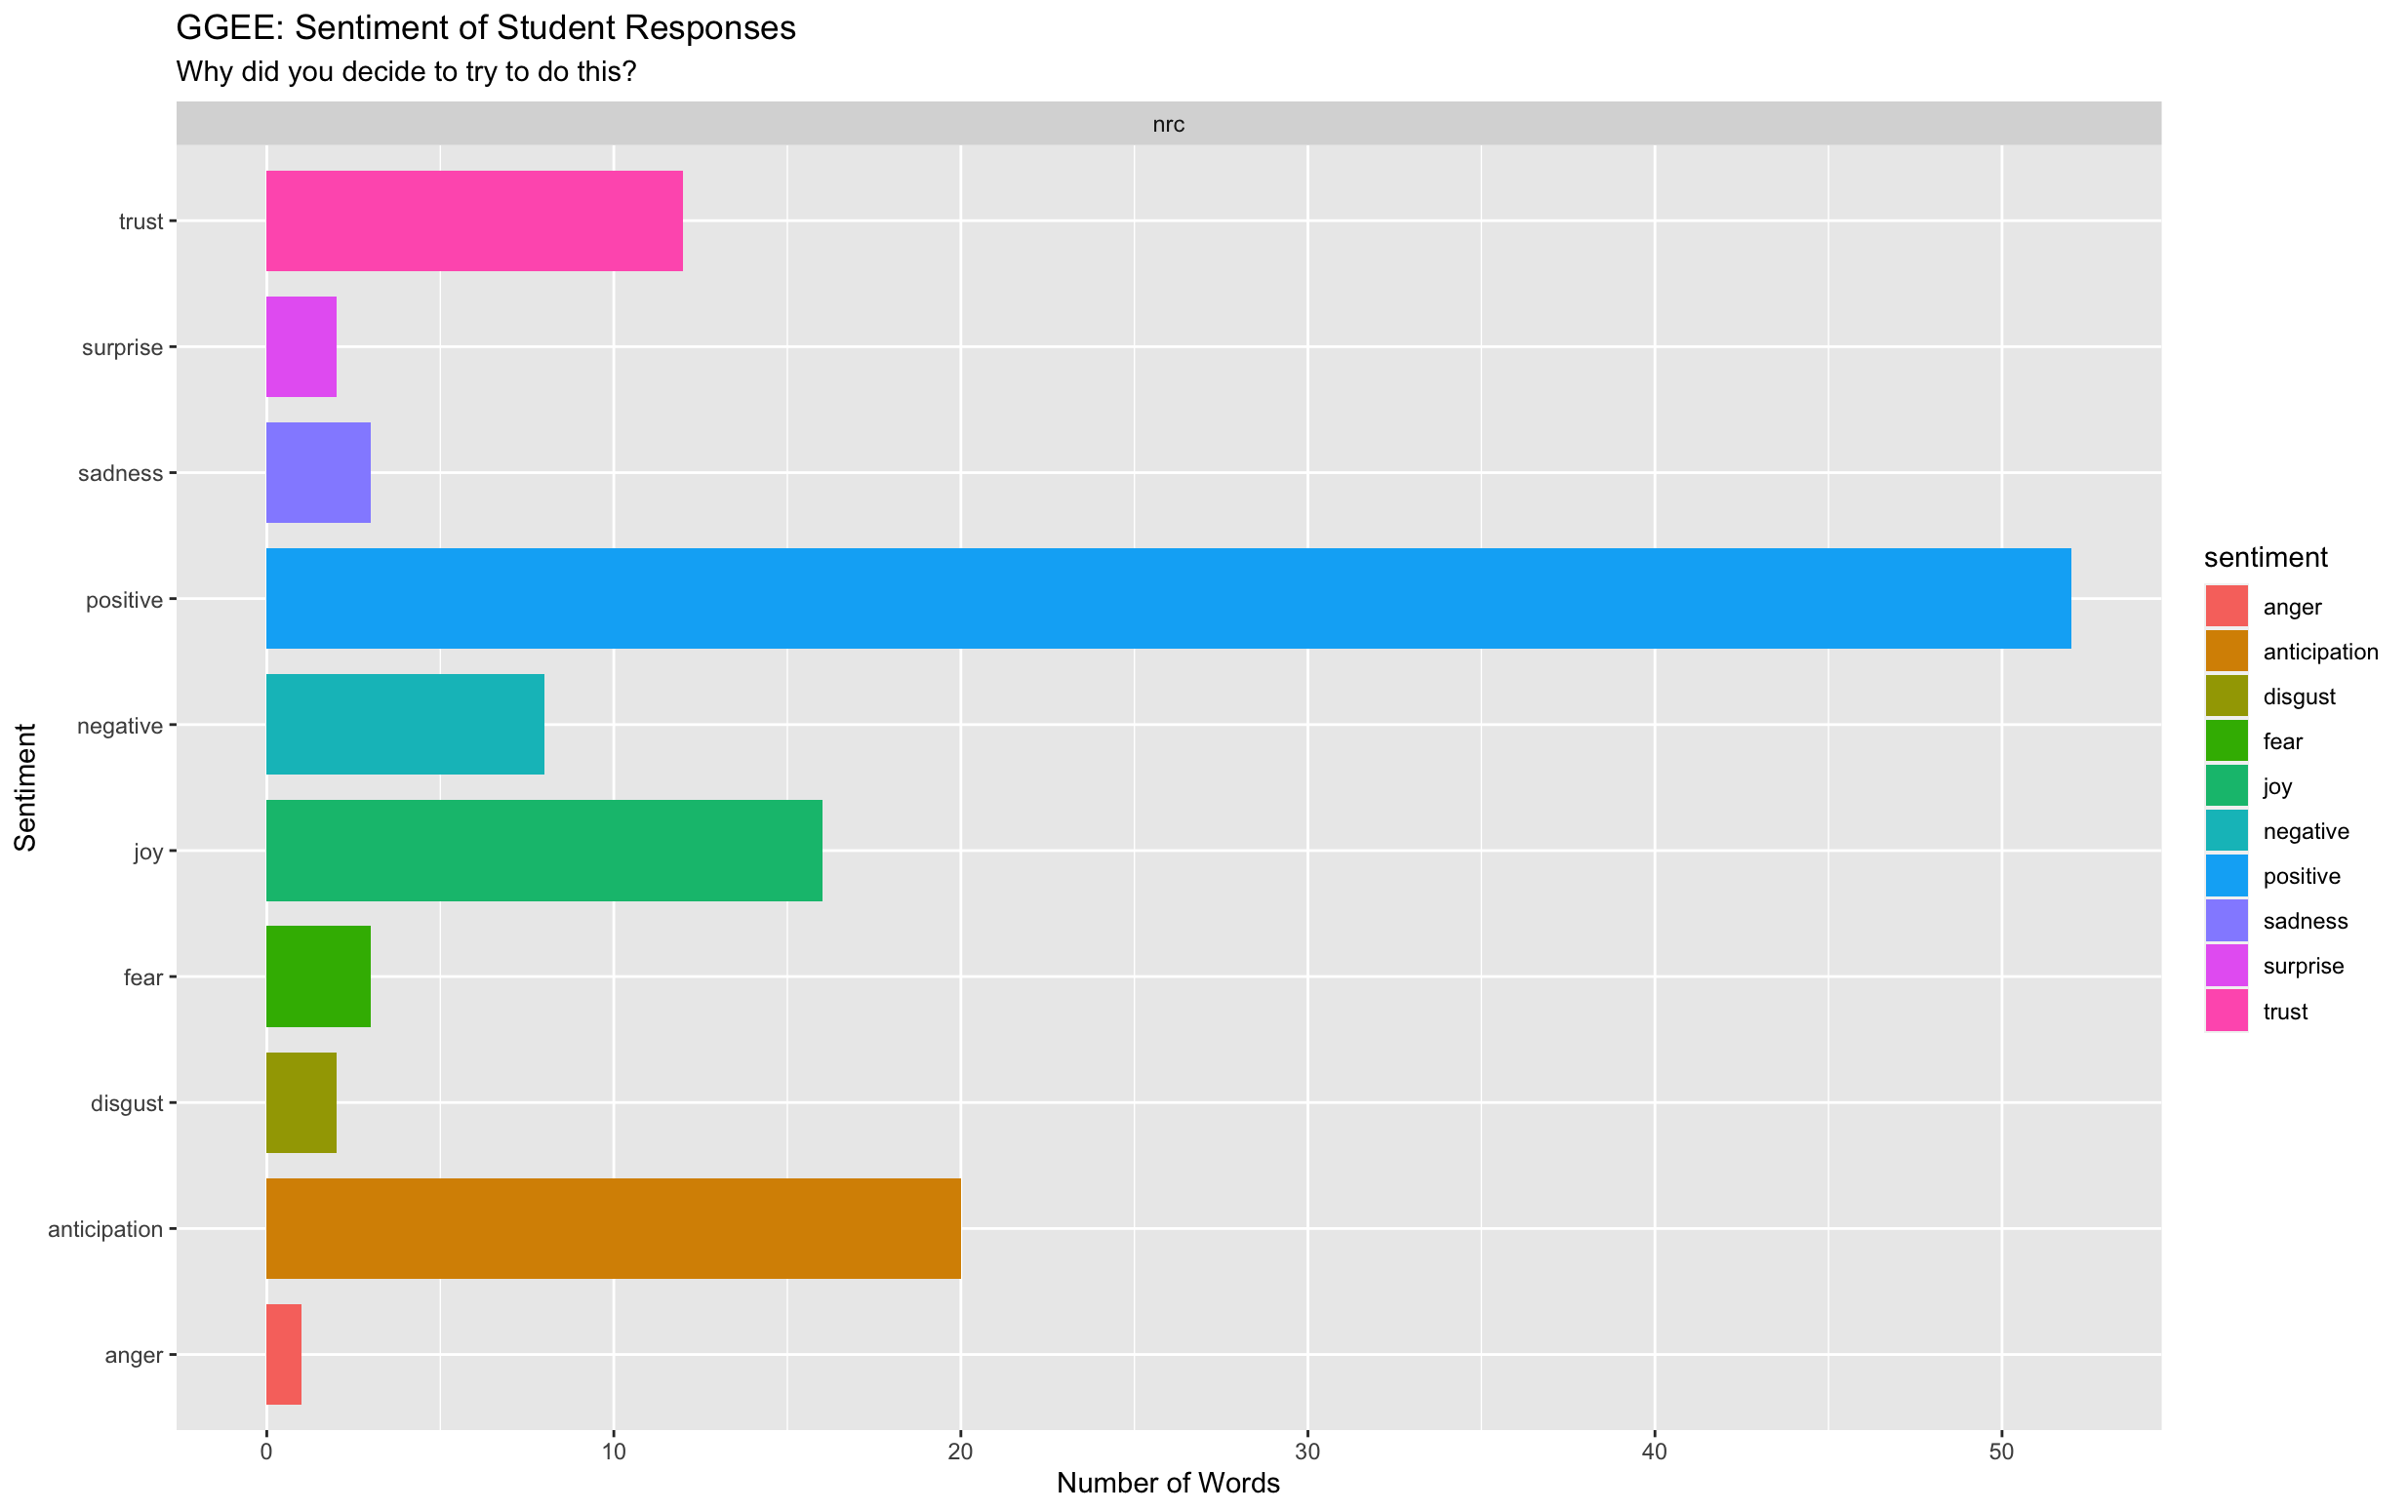 GGEE: Sentiment of Student Responses
Why did you decide to try to do this?
nrc
Sentiment
trust
surprise
sadness
positive
negative
joy
fear
disgust
anticipation
anger
0 10 20 30 40 50
Number of Words
sentiment
anger
anticipation
disgust
fear
joy
negative
positive
sadness
surprise
trust